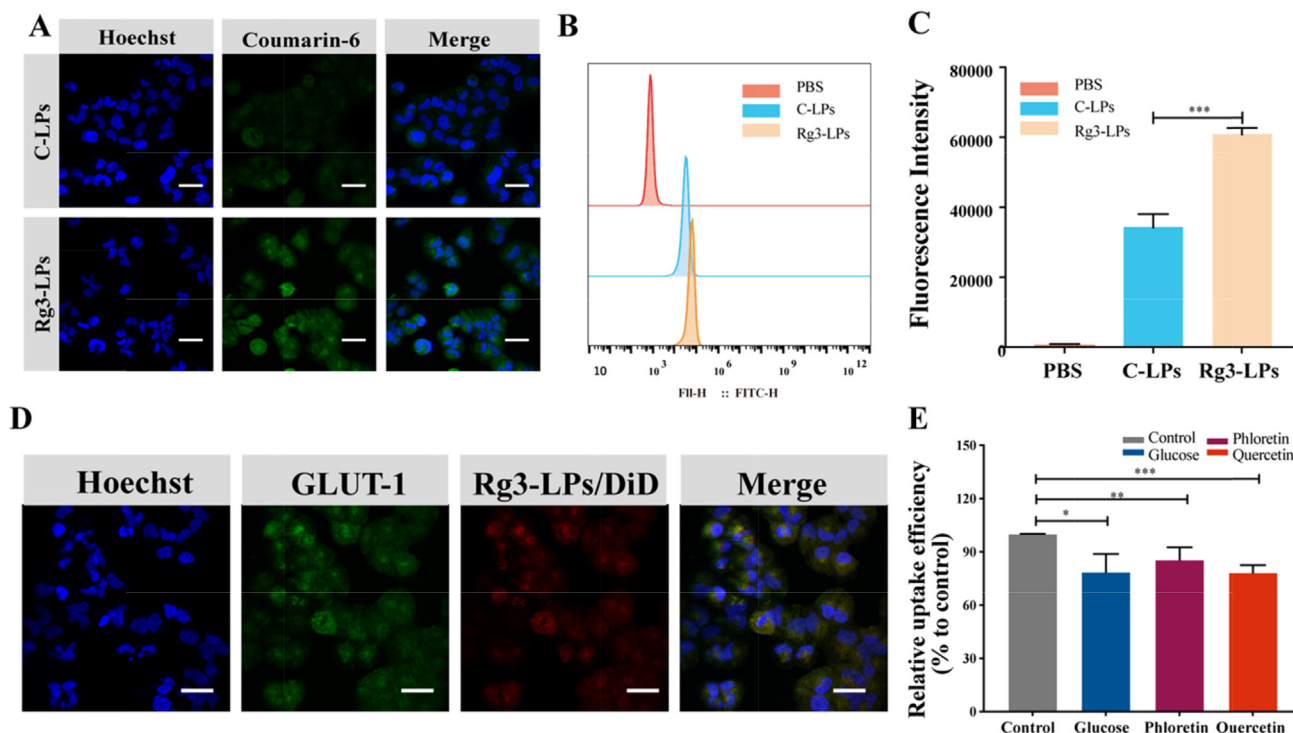 A
Hoechst
Coumarin-6
Merge
C-LPs
Rg3-LPs
B
PBS
C-LPs
Rg3-LPs
10 10³ 10⁶ 10⁹ 10¹²
Fll-H :: FITC-H
C
Fluorescence Intensity
80000
60000
40000
20000
0
PBS
C-LPs
Rg3-LPs
***
PBS C-LPs Rg3-LPs
D
Hoechst
GLUT-1
Rg3-LPs/DiD
Merge
E
Relative uptake efficiency
(% to control)
150
120
90
60
30
0
Control Phloretin
Glucose Quercetin
***
**
*
Control Glucose Phloretin Quercetin